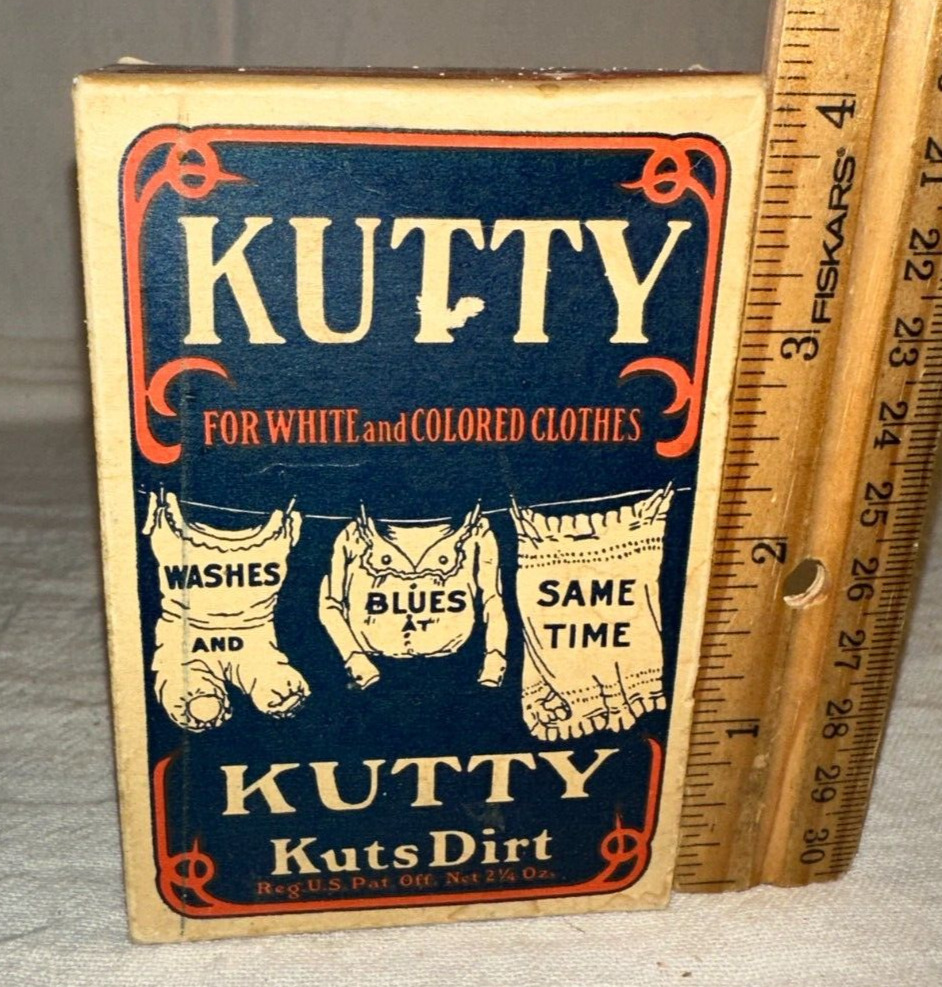 KUTTY
FOR WHITE and COLORED CLOTHES
WASHES
AND
BLUES
AT
SAME
TIME
KUTTY
Kuts Dirt
Reg. U.S. Pat. Off. Net 2¼ Oz.
FISKARS®
4
3
2
1
21
22
23
24
25
26
27
28
29
30